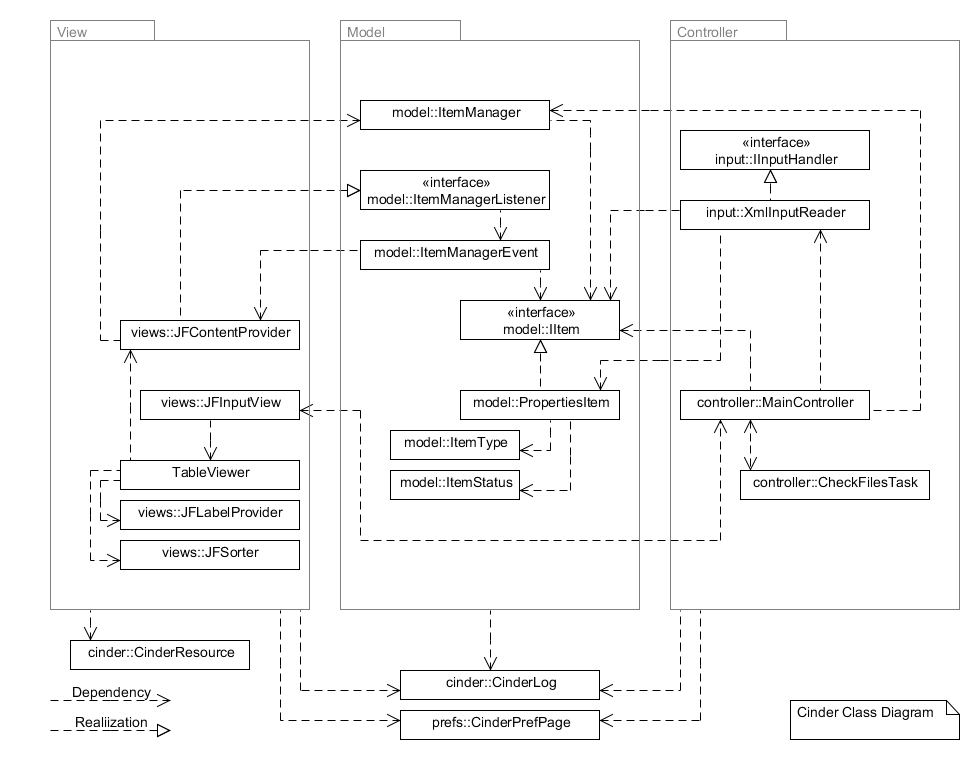 View
Model
Controller
model::ItemManager
«interface»
input::IInputHandler
«interface»
model::ItemManagerListener
input::XmlInputReader
model::ItemManagerEvent
«interface»
model::IItem
views::JFContentProvider
views::JFInputView
model::PropertiesItem
controller::MainController
model::ItemType
TableViewer
model::ItemStatus
controller::CheckFilesTask
views::JFLabelProvider
views::JFSorter
cinder::CinderResource
cinder::CinderLog
Dependency
prefs::CinderPrefPage
Realiization
Cinder Class Diagram